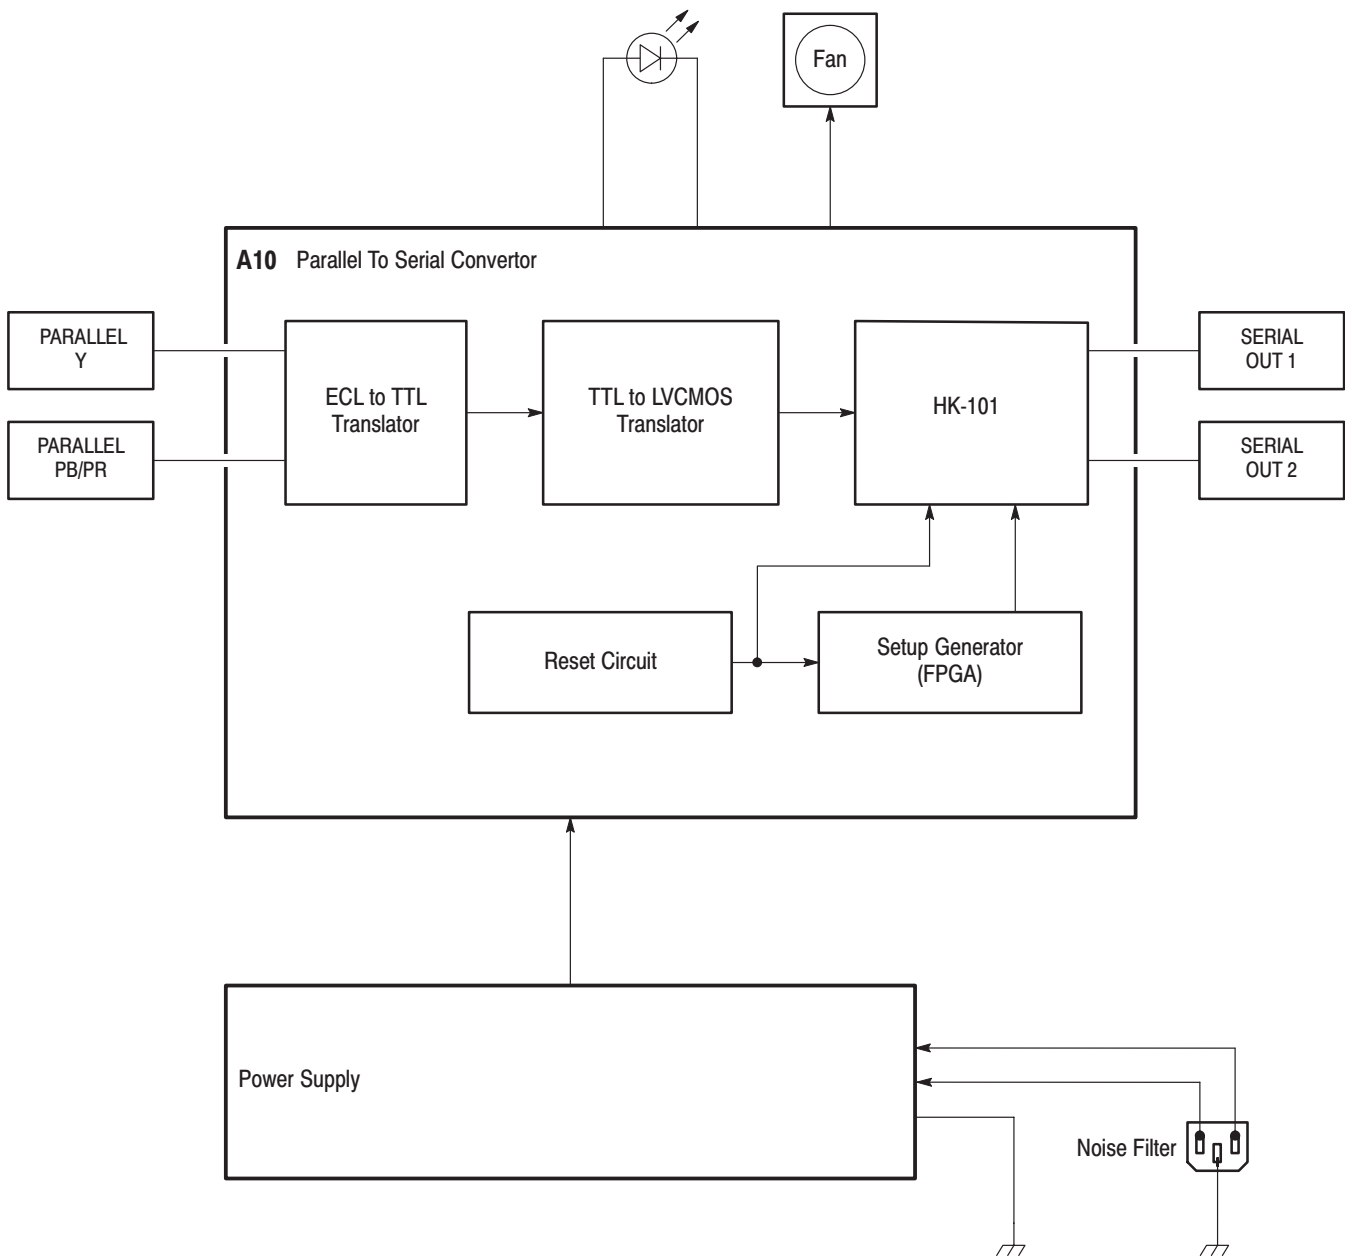 Fan
A10 Parallel To Serial Convertor
PARALLEL
Y
PARALLEL
PB/PR
ECL to TTL
Translator
TTL to LVCMOS
Translator
HK-101
SERIAL
OUT 1
SERIAL
OUT 2
Reset Circuit
Setup Generator
(FPGA)
Power Supply
Noise Filter